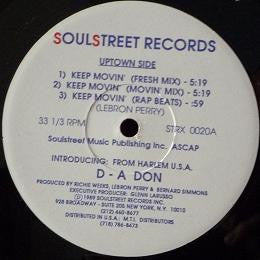 SOULSTREET RECORDS
UPTOWN SIDE
1) KEEP MOVIN' (FRESH MIX) - 5:19
2) KEEP MOVIN' (MOVIN' MIX) - 5:19
3) KEEP MOVIN' (RAP BEATS) - :59
(LEBRON PERRY)
33 1/3 RPM STRX 0020A
Soulstreet Music Publishing Inc. ASCAP
INTRODUCING: FROM HARLEM U.S.A.
D - A DON
PRODUCED BY RICHIE WEEKS, LEBRON PERRY & BERNARD SIMMONS
EXECUTIVE PRODUCER: GLENN LARUSSO
© 1989 SOULSTREET RECORDS INC.
928 BROADWAY - SUITE 205 NEW YORK, N.Y. 10010
(212) 460-8677
DISTRIBUTED IN U.S.A.: M.T.I. DISTRIBUTORS
(718) 786-8673